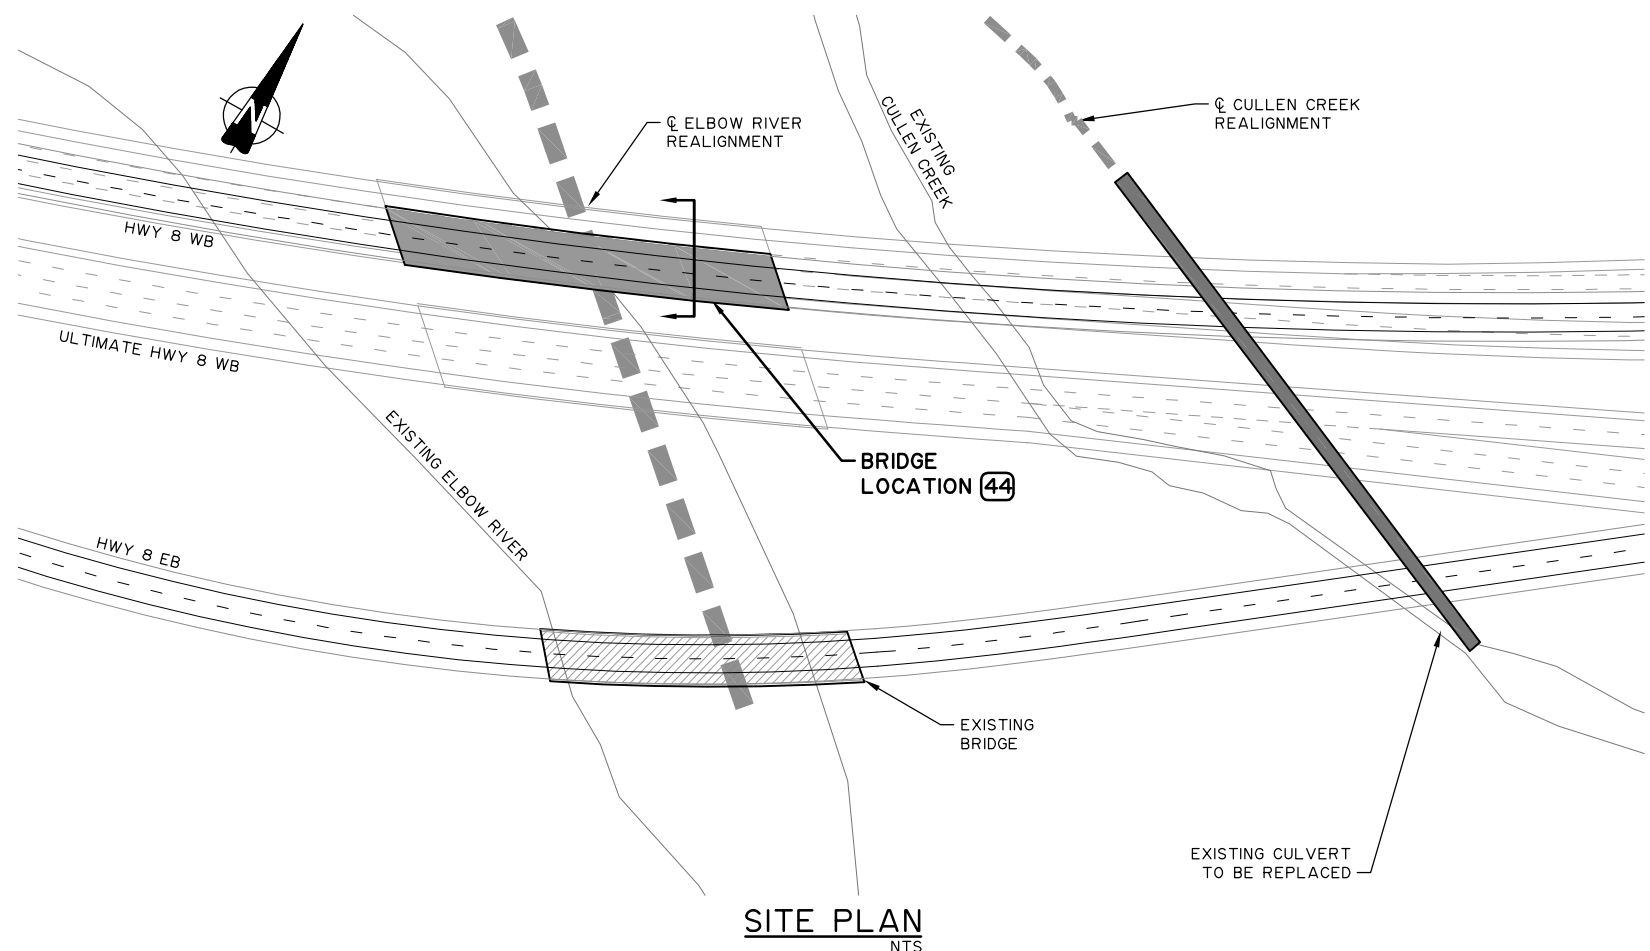 N
℄ ELBOW RIVER
REALIGNMENT
EXISTING
CULLEN CREEK
℄ CULLEN CREEK
REALIGNMENT
HWY 8 WB
ULTIMATE HWY 8 WB
EXISTING ELBOW RIVER
BRIDGE
LOCATION 44
HWY 8 EB
EXISTING
BRIDGE
EXISTING CULVERT
TO BE REPLACED
SITE PLAN
NTS